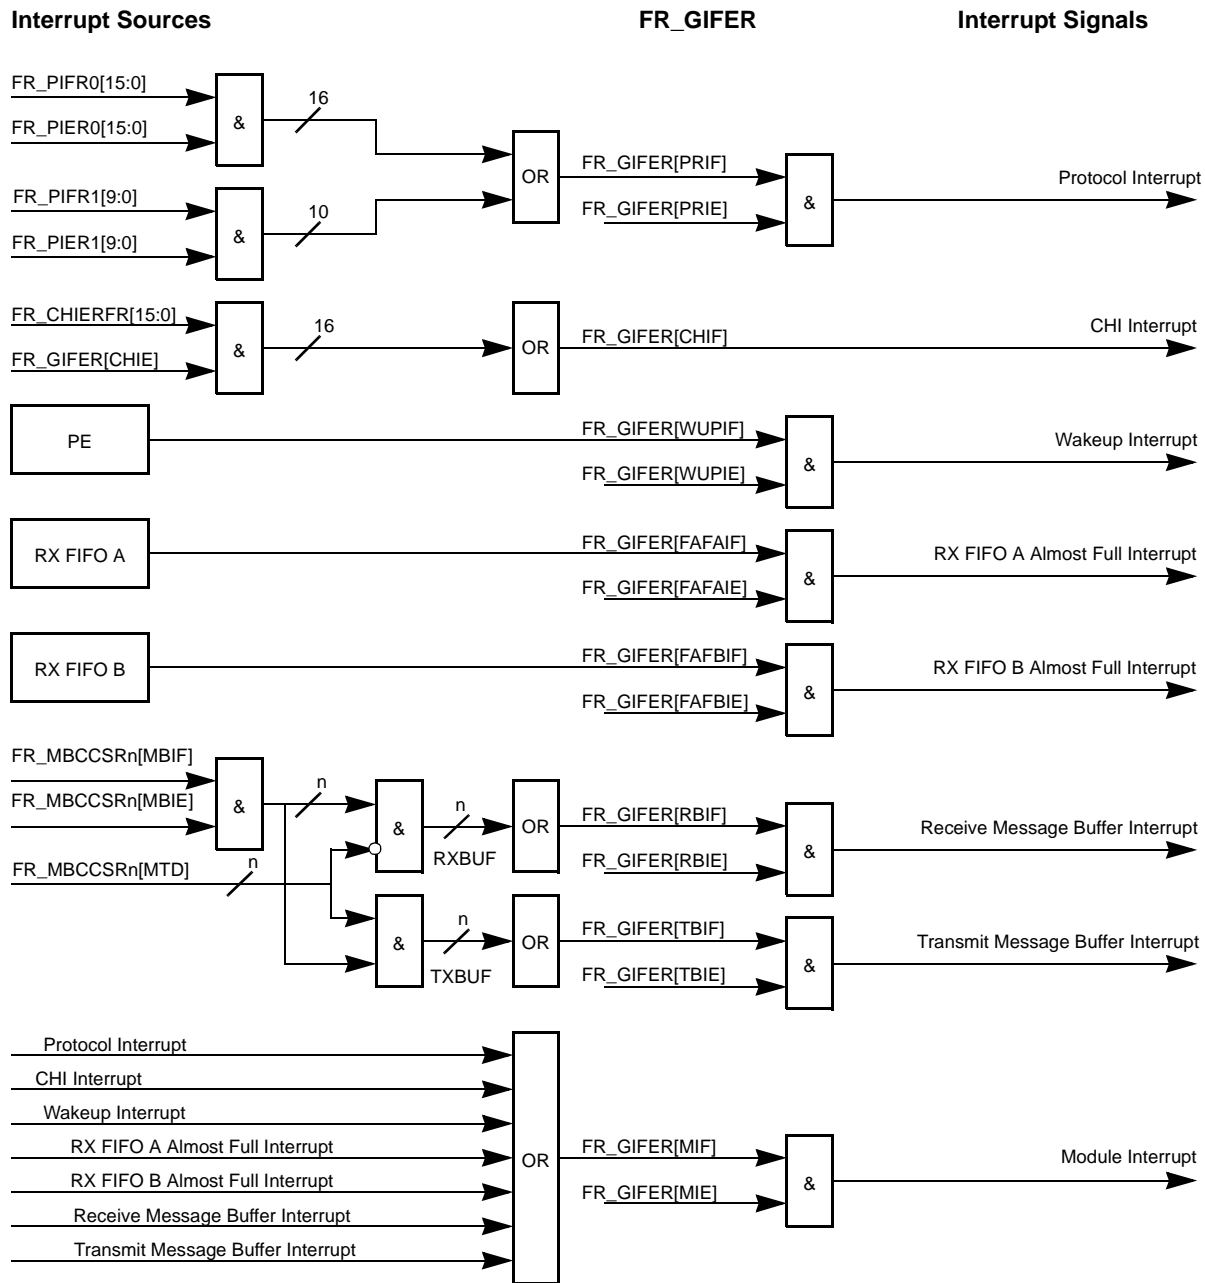 Interrupt Sources FR_GIFER Interrupt Signals
FR_PIFR0[15:0]
16
&
FR_PIER0[15:0]
FR_GIFER[PRIF]
OR
Protocol Interrupt
FR_PIFR1[9:0]
10
FR_GIFER[PRIE]
&
&
FR_PIER1[9:0]
FR_CHIERFR[15:0]
16
CHI Interrupt
FR_GIFER[CHIF]
&
OR
FR_GIFER[CHIE]
FR_GIFER[WUPIF]
PE
Wakeup Interrupt
&
FR_GIFER[WUPIE]
FR_GIFER[FAFAIF]
RX FIFO A
RX FIFO A Almost Full Interrupt
&
FR_GIFER[FAFAIE]
FR_GIFER[FAFBIF]
RX FIFO B
RX FIFO B Almost Full Interrupt
&
FR_GIFER[FAFBIE]
FR_MBCCSRn[MBIF]
n
FR_MBCCSRn[MBIE]
&
n
FR_GIFER[RBIF]
&
OR
Receive Message Buffer Interrupt
RXBUF
&
FR_MBCCSRn[MTD]
n
FR_GIFER[RBIE]
n
FR_GIFER[TBIF]
&
OR
Transmit Message Buffer Interrupt
TXBUF
&
FR_GIFER[TBIE]
Protocol Interrupt
CHI Interrupt
Wakeup Interrupt
RX FIFO A Almost Full Interrupt
FR_GIFER[MIF]
OR
Module Interrupt
RX FIFO B Almost Full Interrupt
FR_GIFER[MIE]
&
Receive Message Buffer Interrupt
Transmit Message Buffer Interrupt